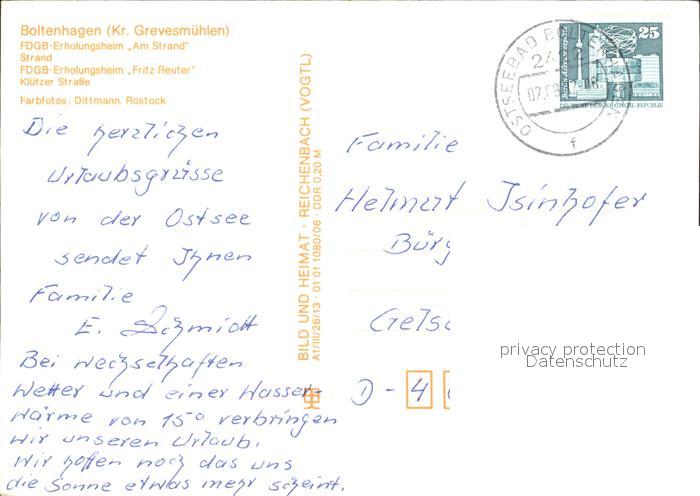 Boltenhagen (Kr. Grevesmühlen)
FDGB-Erholungsheim „Am Strand"
Strand
FDGB-Erholungsheim „Fritz Reuter"
Klützer Straße
Farbfotos: Dittmann, Rostock
Die herzlichen
Urlaubsgrüsse
von der Ostsee
sendet Ihnen
Familie
E. Schmidt
Bei wechselhaften
Wetter und einer Wasser-
wärme von 15° verbringen
wir unseren Urlaub.
Wir hoffen noch das uns
die Sonne etwas mehr scheint.
BILD UND HEIMAT · REICHENBACH (VOGTL)
A1/III/26/13 · 01 01 1080/06 · DDR 0,20 M
OSTSEEBAD BOLTENHAGEN
f
25
DEUTSCHE DEMOKRATISCHE REPUBLIK
Familie
Helmut Isinhofer
Bürg
Gelsc
D - 4
privacy protection
Datenschutz